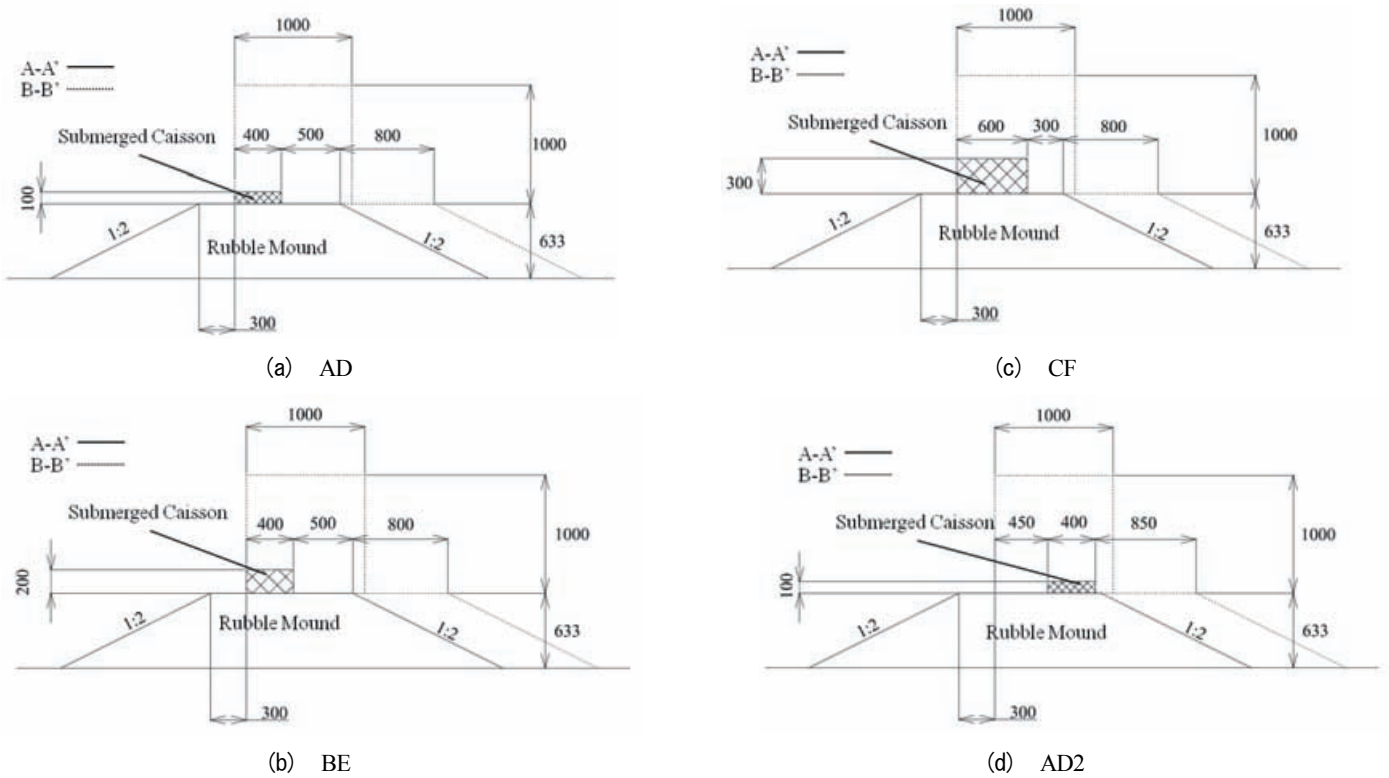 1000
A-A'
B-B'
Submerged Caisson
400 500 800
1000
100
1:2
Rubble Mound
1:2
633
300
(a) AD
1000
A-A'
B-B'
Submerged Caisson
600 300 800
1000
300
1:2
Rubble Mound
1:2
633
300
(c) CF
1000
A-A'
B-B'
Submerged Caisson
400 500 800
1000
200
1:2
Rubble Mound
1:2
633
300
(b) BE
1000
A-A'
B-B'
Submerged Caisson
450 400 850
1000
100
1:2
Rubble Mound
1:2
633
300
(d) AD2